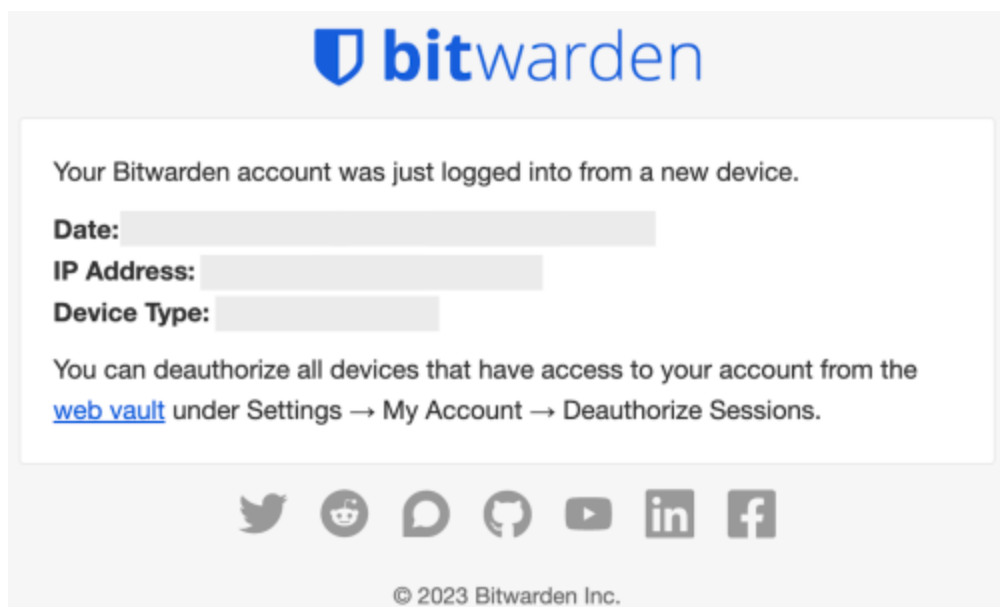 bitwarden
Your Bitwarden account was just logged into from a new device.
Date:
IP Address:
Device Type:
You can deauthorize all devices that have access to your account from the
web vault under Settings → My Account → Deauthorize Sessions.
in
f
© 2023 Bitwarden Inc.